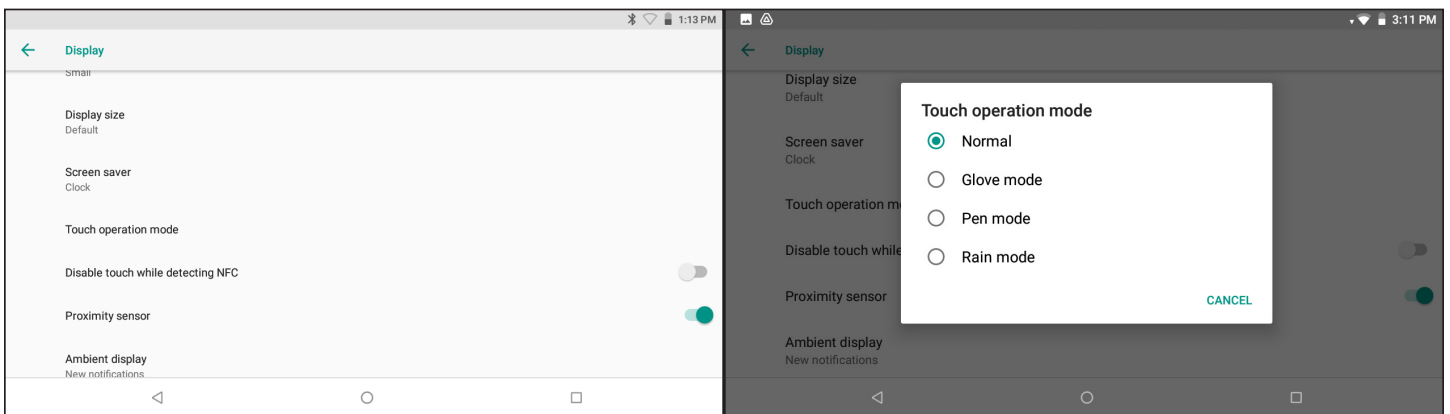 1:13 PM
Display
Small
Display size
Default
Screen saver
Clock
Touch operation mode
Disable touch while detecting NFC
Proximity sensor
Ambient display
New notifications
3:11 PM
Display
Display size
Default
Screen saver
Clock
Touch operation m
Disable touch while
Proximity sensor
Ambient display
New notifications
Touch operation mode
Normal
Glove mode
Pen mode
Rain mode
CANCEL